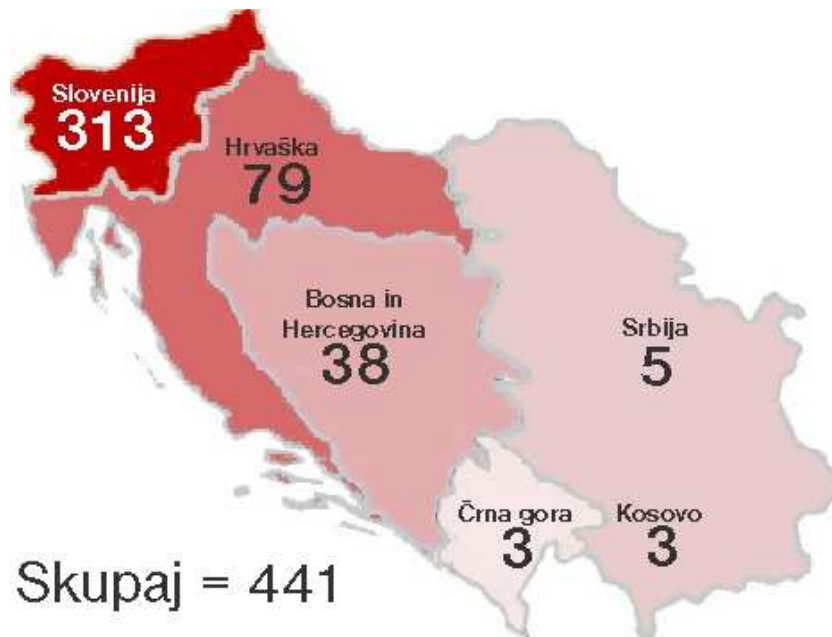 Slovenija
313
Hrvaška
79
Bosna in
Hercegovina
38
Srbija
5
Črna gora
3
Kosovo
3
Skupaj = 441